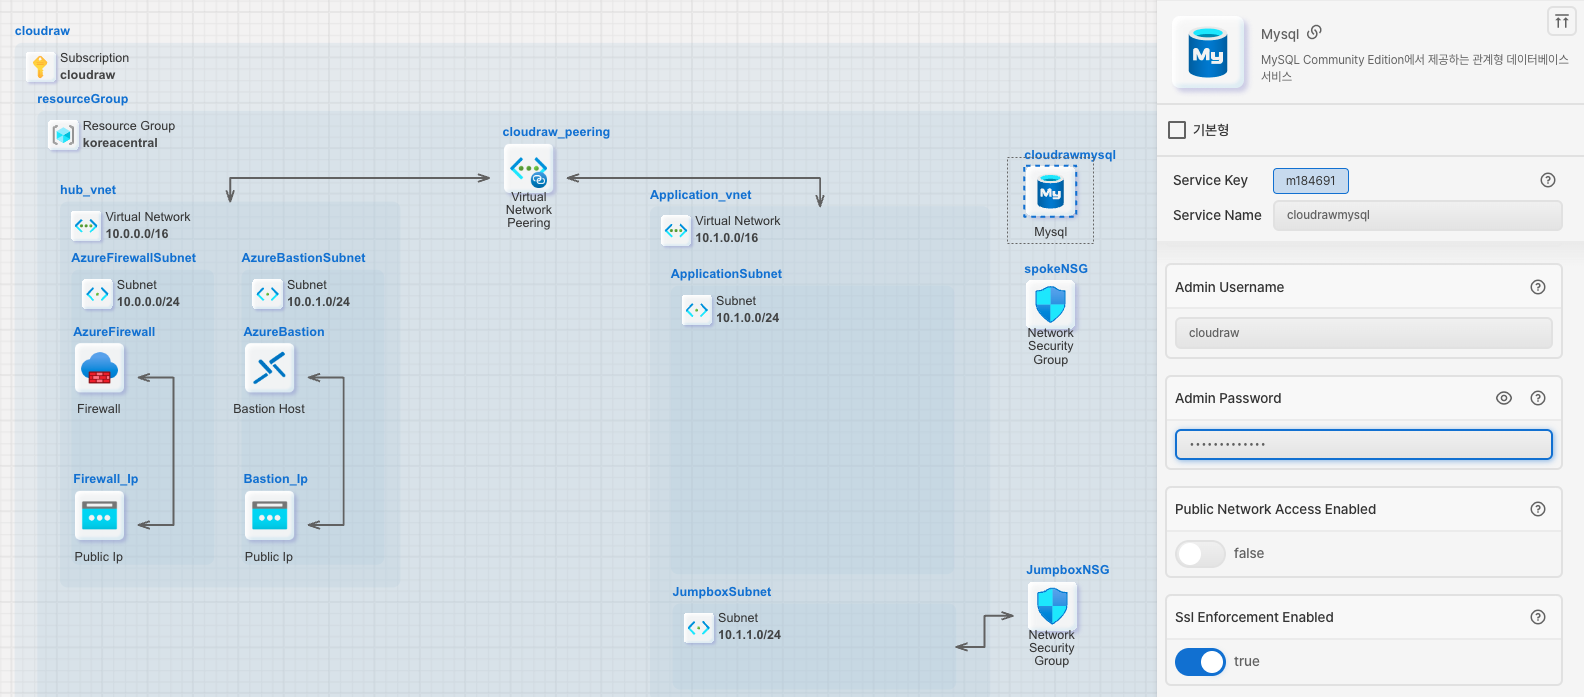 cloudraw
Subscription
cloudraw
resourceGroup
Resource Group
koreacentral
hub_vnet
Virtual Network
10.0.0.0/16
AzureFirewallSubnet
Subnet
10.0.0.0/24
AzureFirewall
Firewall
Firewall_Ip
Public Ip
AzureBastionSubnet
Subnet
10.0.1.0/24
AzureBastion
Bastion Host
Bastion_Ip
Public Ip
cloudraw_peering
Virtual
Network
Peering
Application_vnet
Virtual Network
10.1.0.0/16
ApplicationSubnet
Subnet
10.1.0.0/24
JumpboxSubnet
Subnet
10.1.1.0/24
cloudrawmysql
My
Mysql
spokeNSG
Network
Security
Group
JumpboxNSG
Network
Security
Group
My
Mysql
MySQL Community Edition에서 제공하는 관계형 데이터베이스
서비스
기본형
Service Key
m184691
Service Name
cloudrawmysql
Admin Username
cloudraw
Admin Password
•••••••••••••
Public Network Access Enabled
false
Ssl Enforcement Enabled
true